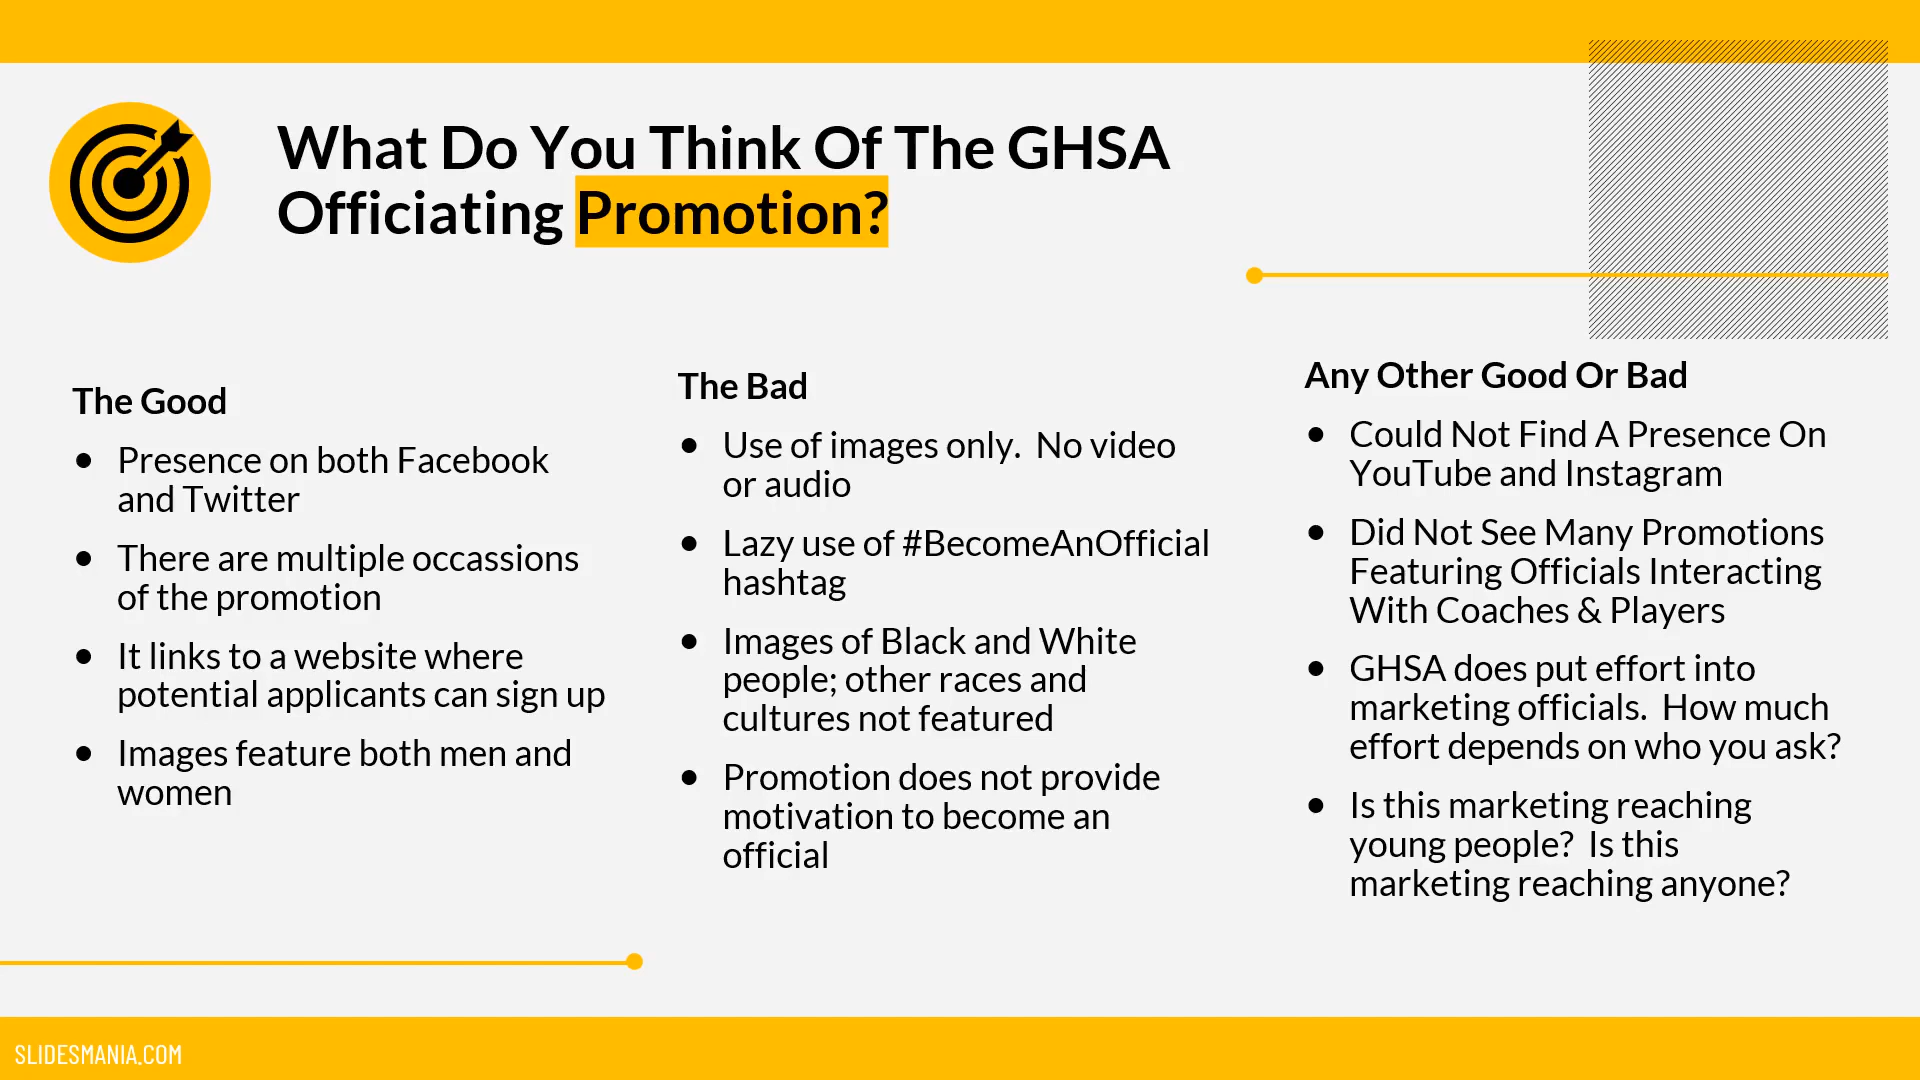 What Do You Think Of The GHSA
Officiating Promotion?
The Good
● Presence on both Facebook
and Twitter
● There are multiple occassions
of the promotion
● It links to a website where
potential applicants can sign up
● Images feature both men and
women
The Bad
● Use of images only.  No video
or audio
● Lazy use of #BecomeAnOfficial
hashtag
● Images of Black and White
people; other races and
cultures not featured
● Promotion does not provide
motivation to become an
official
Any Other Good Or Bad
● Could Not Find A Presence On
YouTube and Instagram
● Did Not See Many Promotions
Featuring Officials Interacting
With Coaches & Players
● GHSA does put effort into
marketing officials.  How much
effort depends on who you ask?
● Is this marketing reaching
young people?  Is this
marketing reaching anyone?
SLIDESMANIA.COM